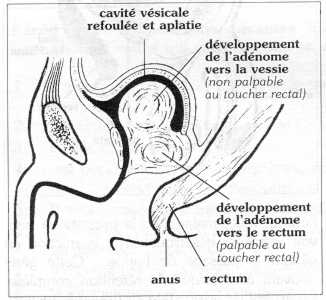 cavité vésicale
refoulée et aplatie
développement
de l'adénome
vers la vessie
(non palpable
au toucher rectal)
développement
de l'adénome
vers le rectum
(palpable au
toucher rectal)
anus rectum